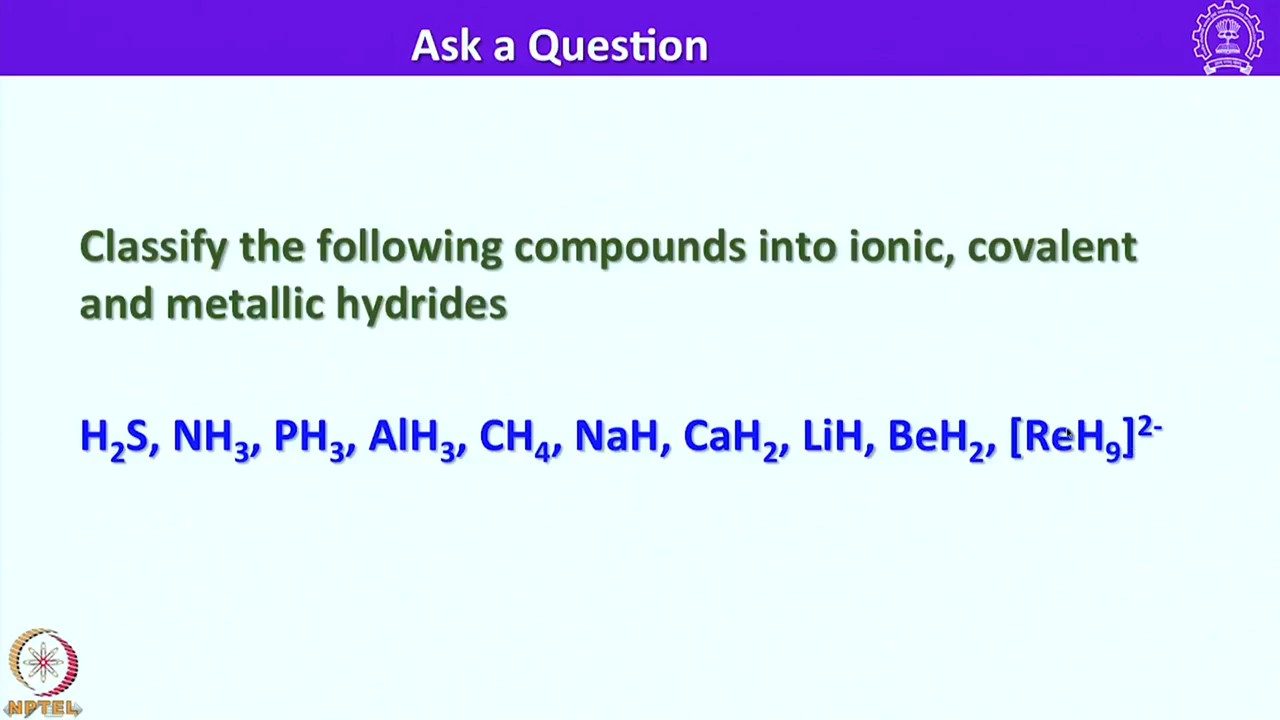 Ask a Question
Classify the following compounds into ionic, covalent
and metallic hydrides
H₂S, NH₃, PH₃, AlH₃, CH₄, NaH, CaH₂, LiH, BeH₂, [ReH₉]²⁻
NPTEL